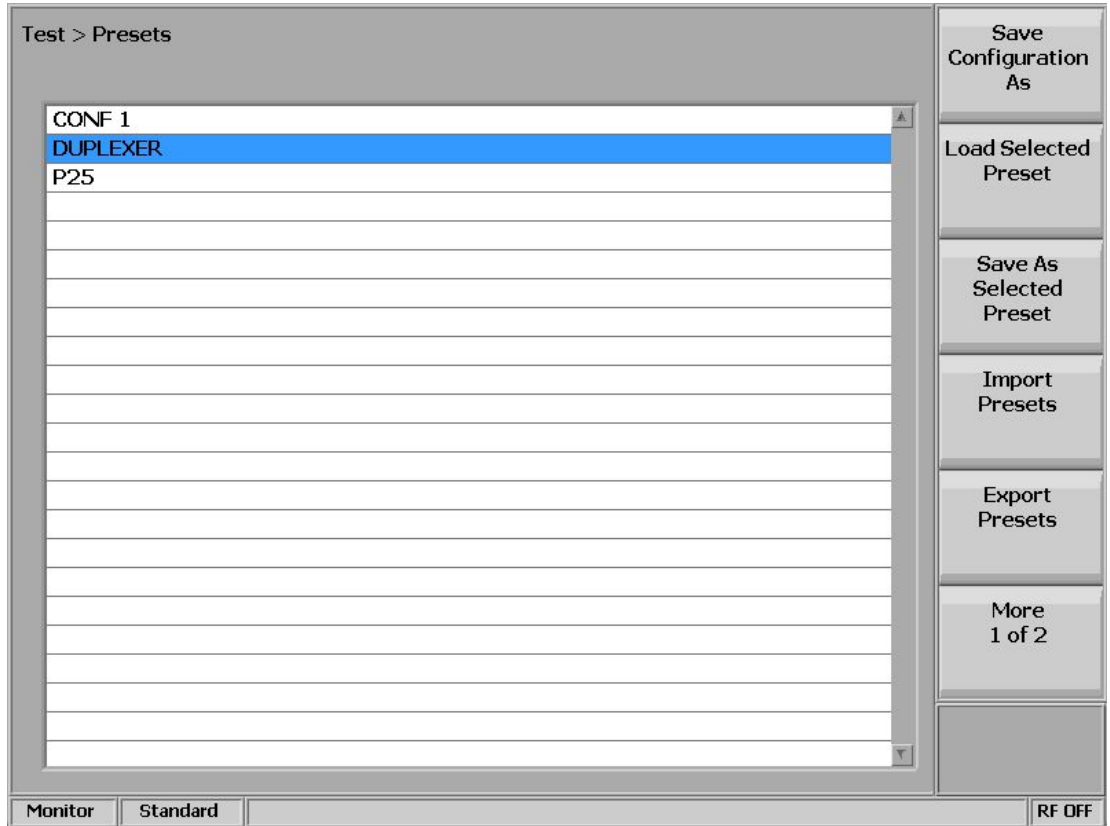 Test > Presets
CONF 1
DUPLEXER
P25
Save
Configuration
As
Load Selected
Preset
Save As
Selected
Preset
Import
Presets
Export
Presets
More
1 of 2
Monitor
Standard
RF OFF